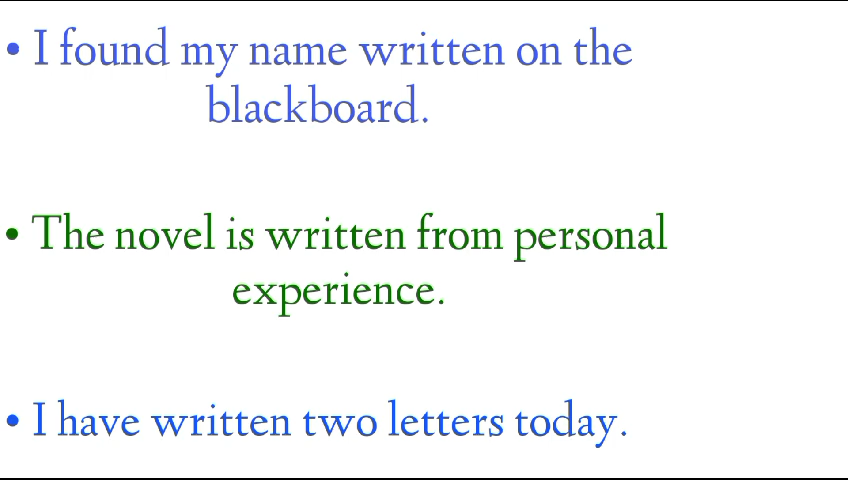 • I found my name written on the
blackboard.
• The novel is written from personal
experience.
• I have written two letters today.